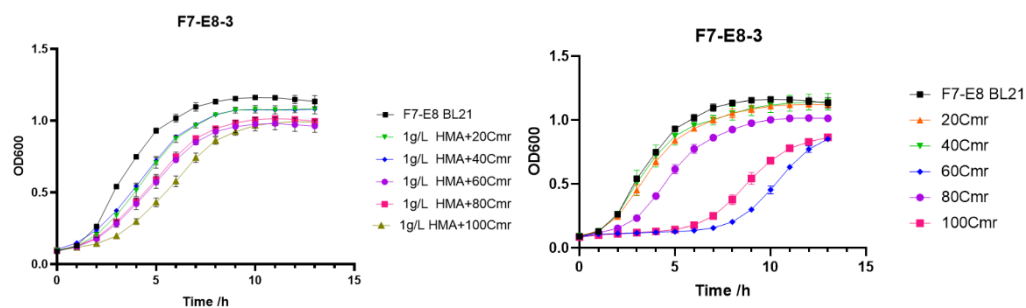 F7-E8-3
1.5
1.0
0.5
0.0
OD600
0
5
10
15
Time /h
F7-E8 BL21
1g/L HMA+20Cmr
1g/L HMA+40Cmr
1g/L HMA+60Cmr
1g/L HMA+80Cmr
1g/L HMA+100Cmr
F7-E8-3
1.5
1.0
0.5
0.0
OD600
0
5
10
15
Time /h
F7-E8 BL21
20Cmr
40Cmr
60Cmr
80Cmr
100Cmr